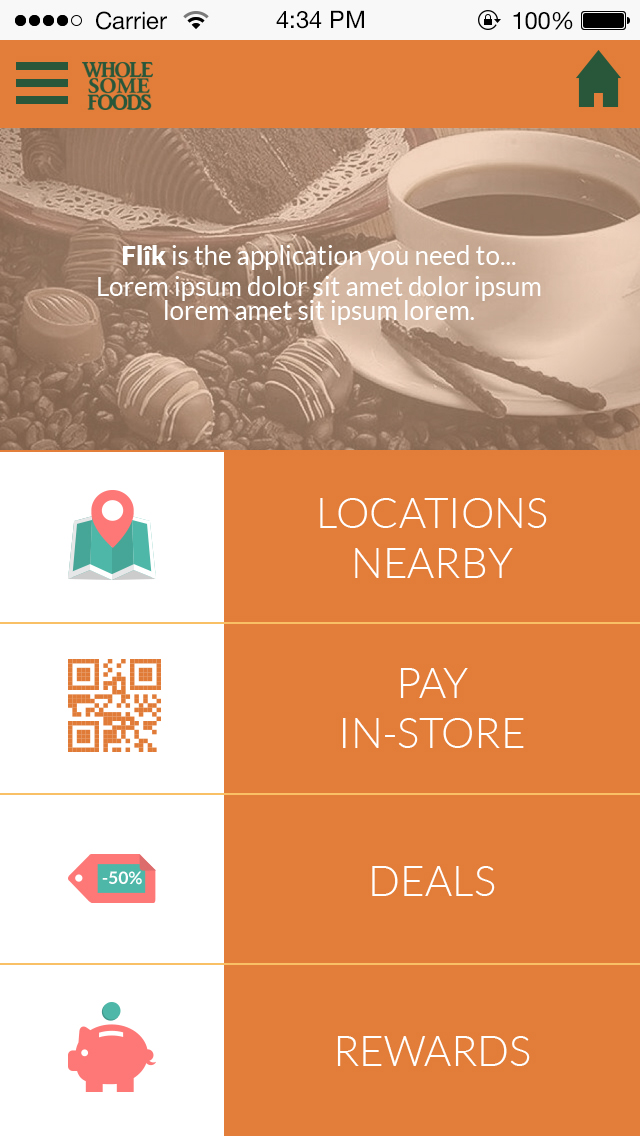 Carrier 4:34 PM 100%
WHOLE
SOME
FOODS
Flîk is the application you need to...
Lorem ipsum dolor sit amet dolor ipsum
lorem amet sit ipsum lorem.
LOCATIONS
NEARBY
PAY
IN-STORE
-50%
DEALS
REWARDS